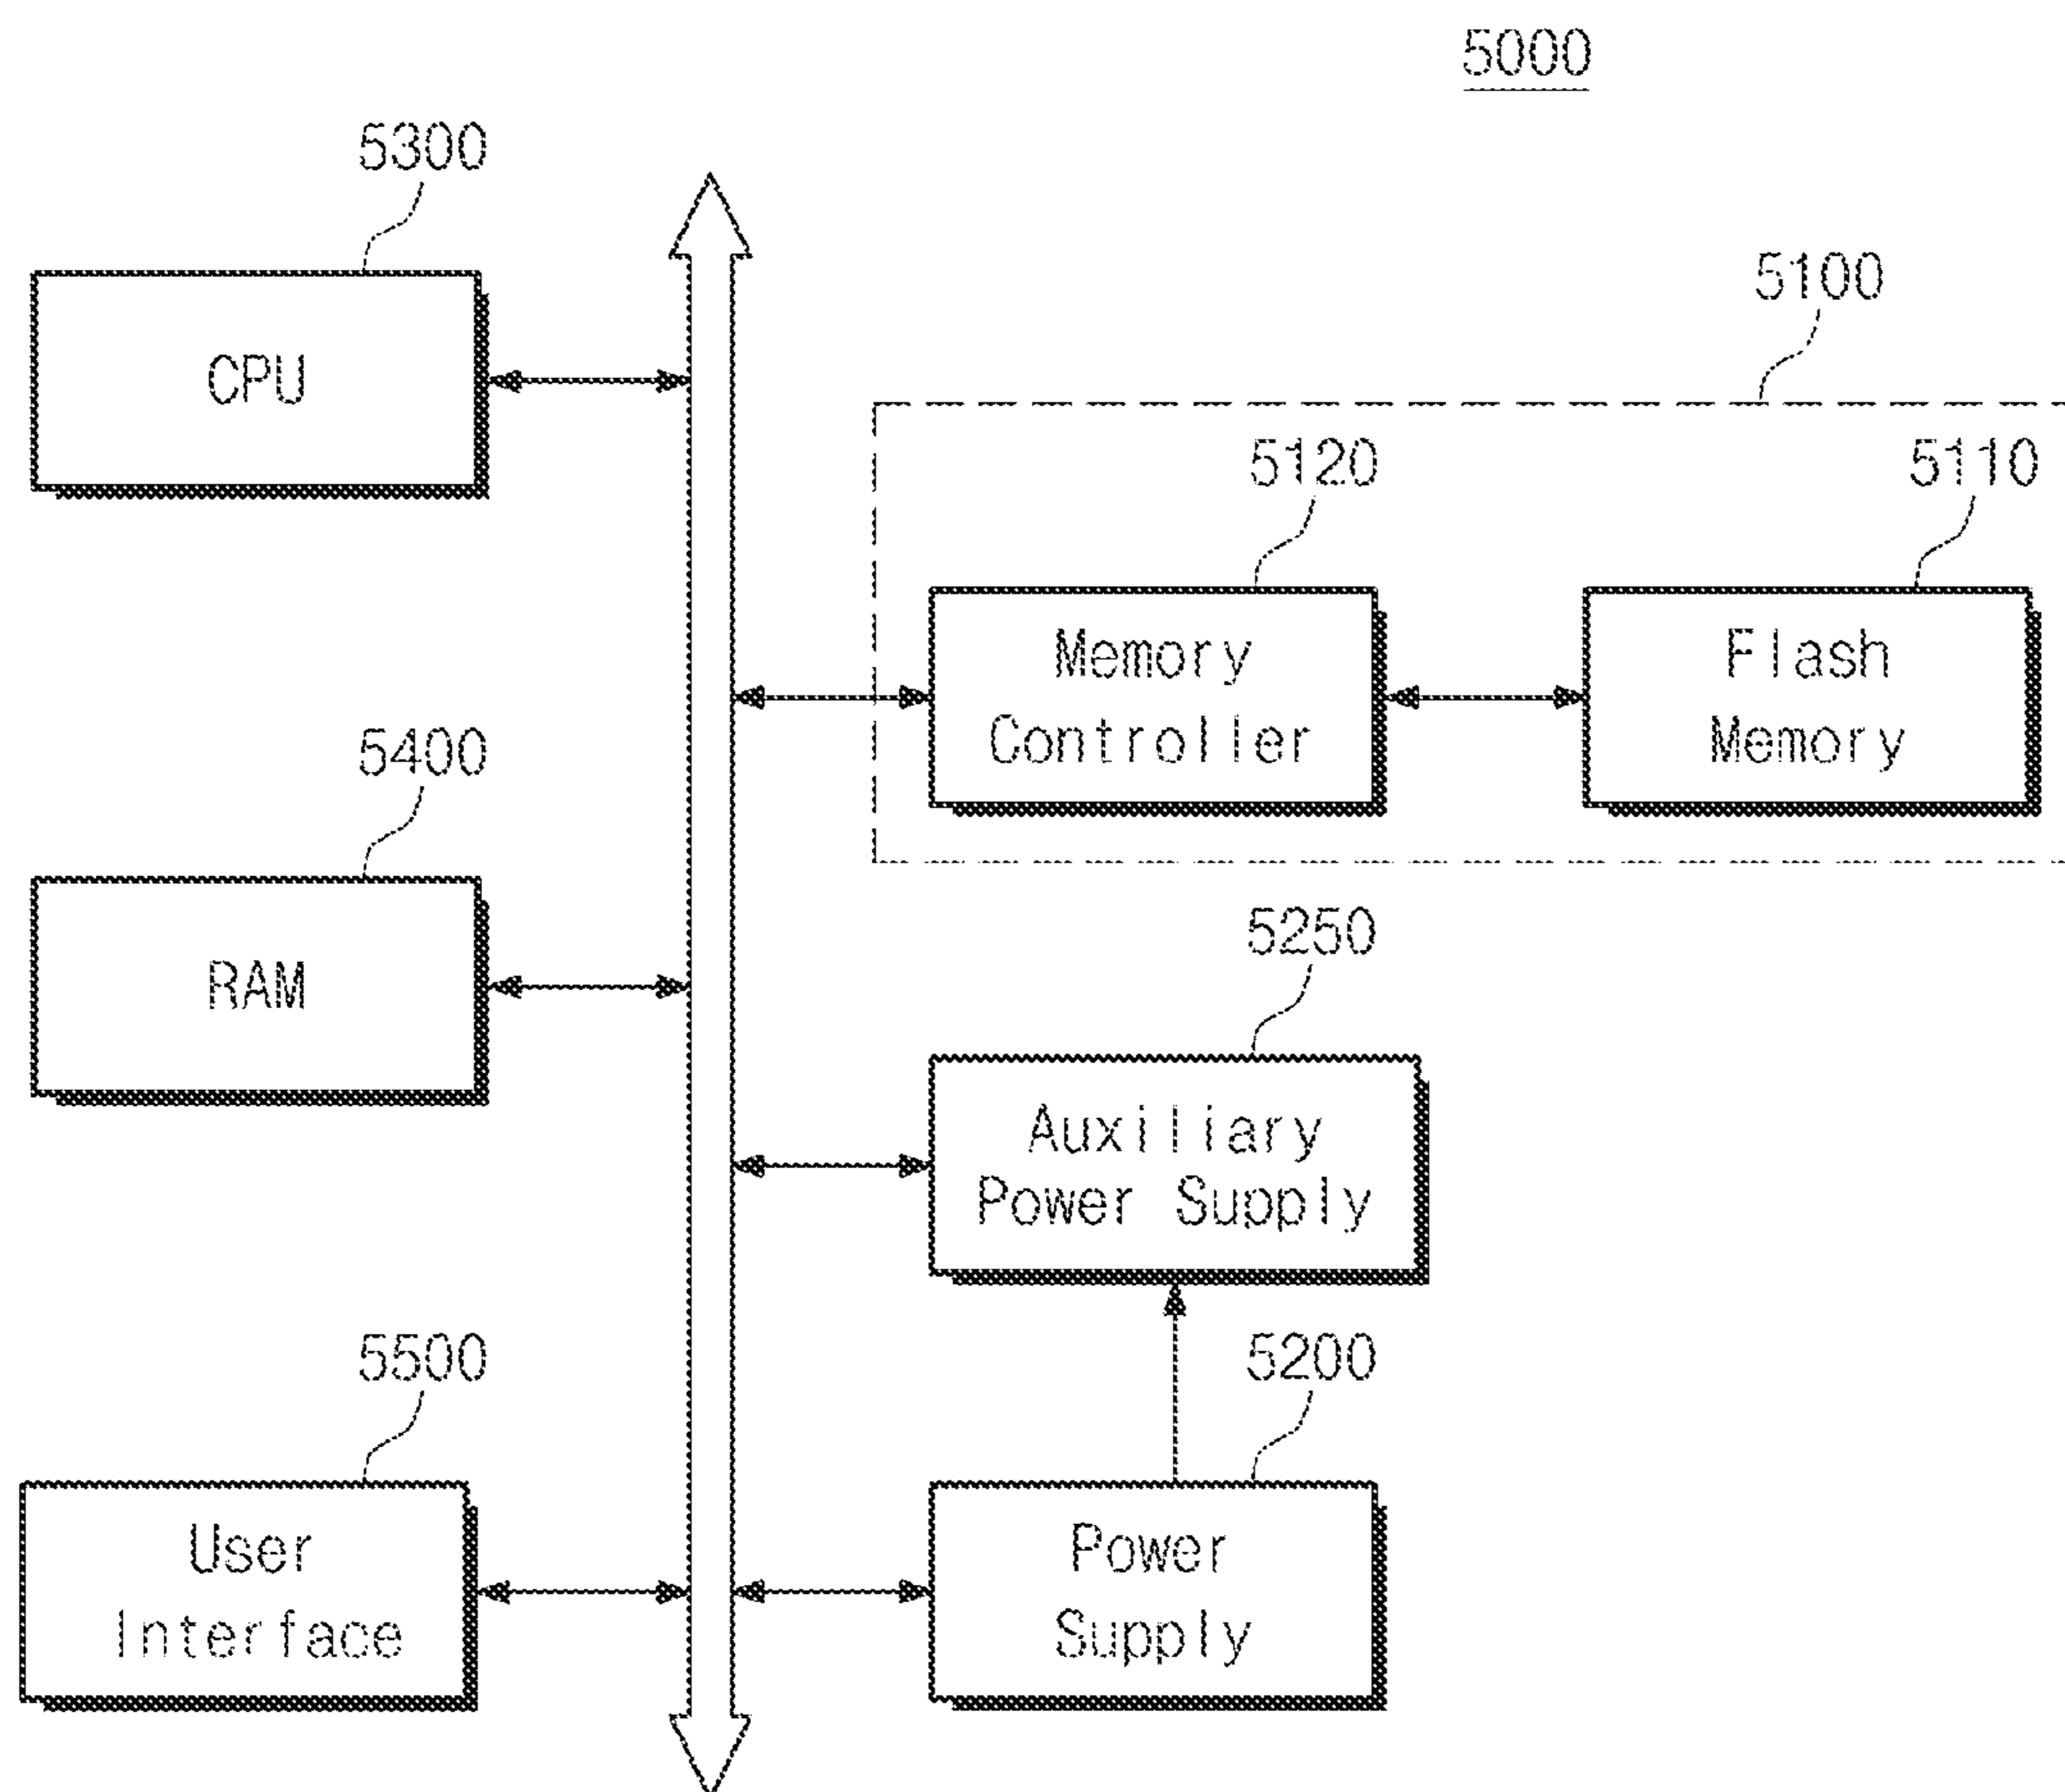 5000
5300
CPU
5100
5120
5110
Memory
Controller
Flash
Memory
5400
RAM
5250
Auxiliary
Power Supply
5500
User
Interface
5200
Power
Supply